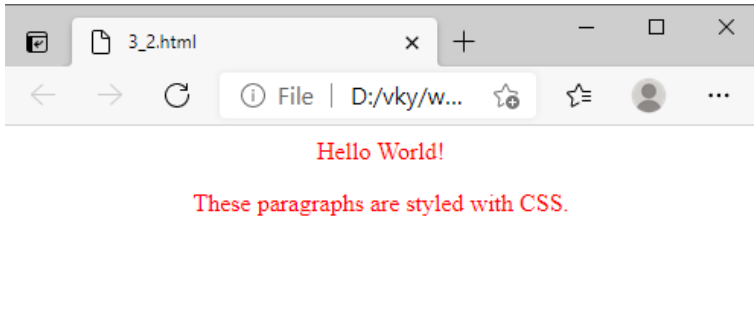 3_2.html
File D:/vky/w...
Hello World!
These paragraphs are styled with CSS.